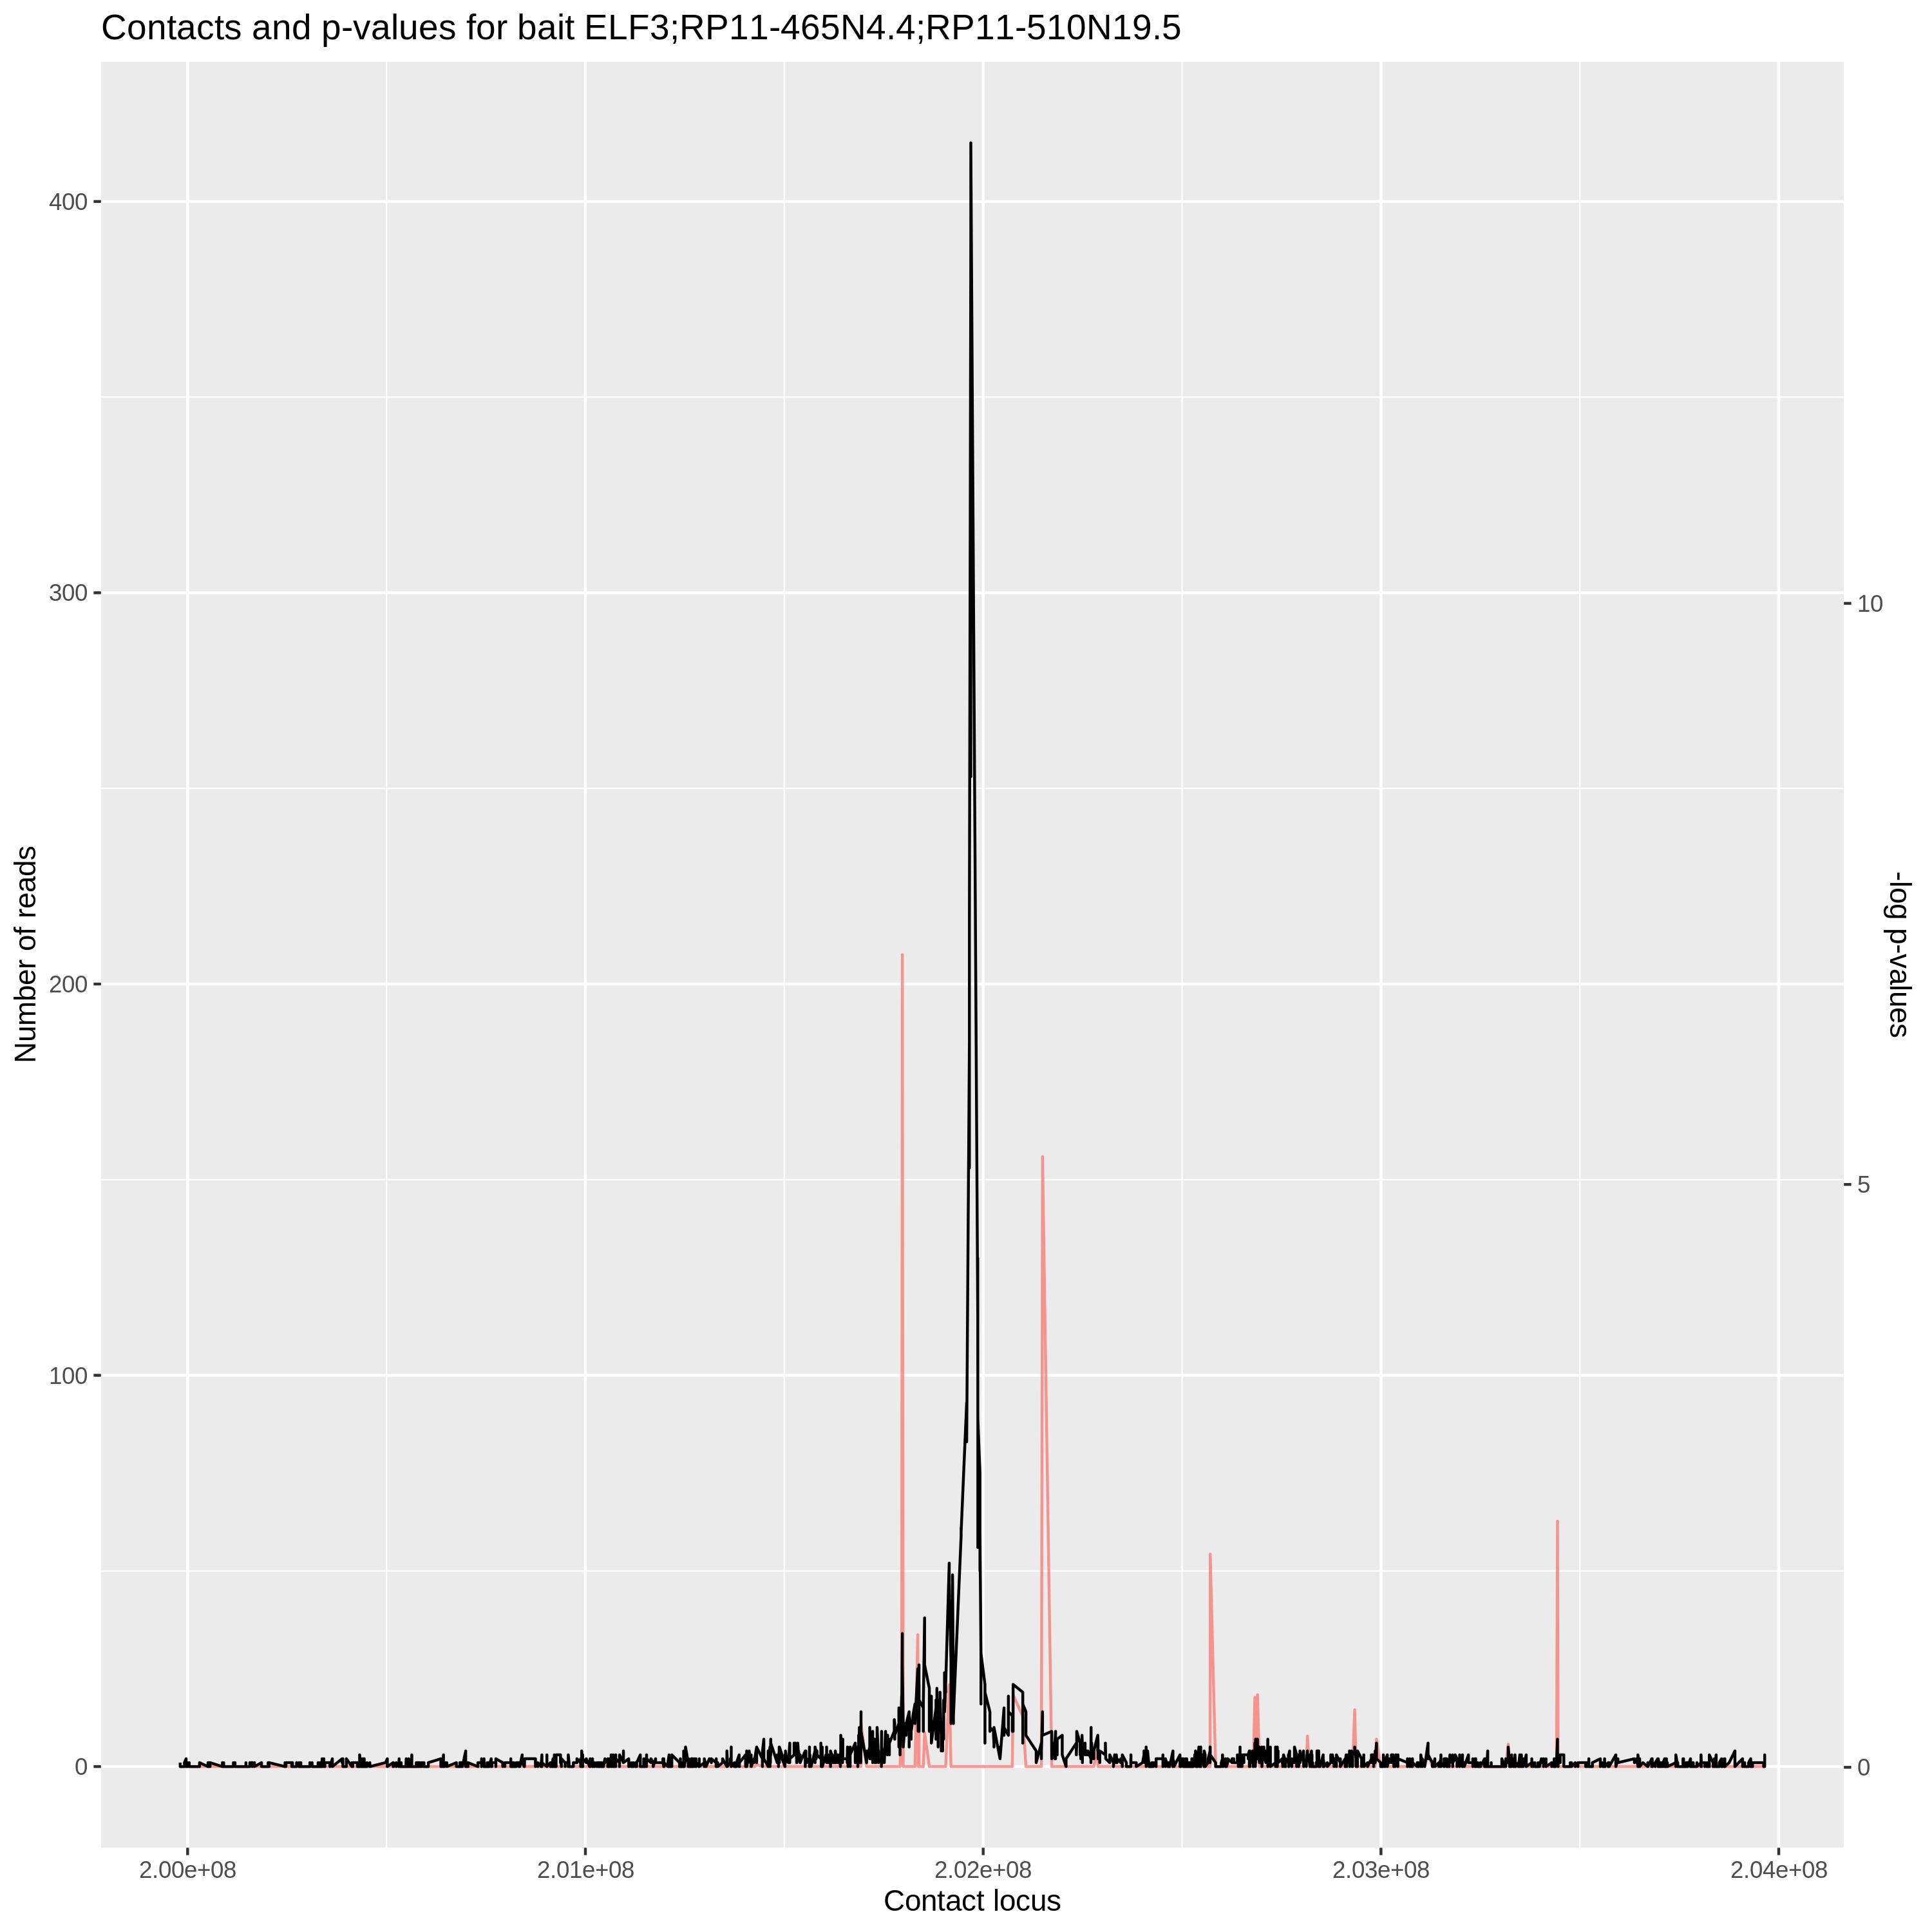 Contacts and p-values for bait ELF3;RP11-465N4.4;RP11-510N19.5
400
300
200
100
0
Number of reads
10
5
0
-log p-values
2.00e+08
2.01e+08
2.02e+08
2.03e+08
2.04e+08
Contact locus